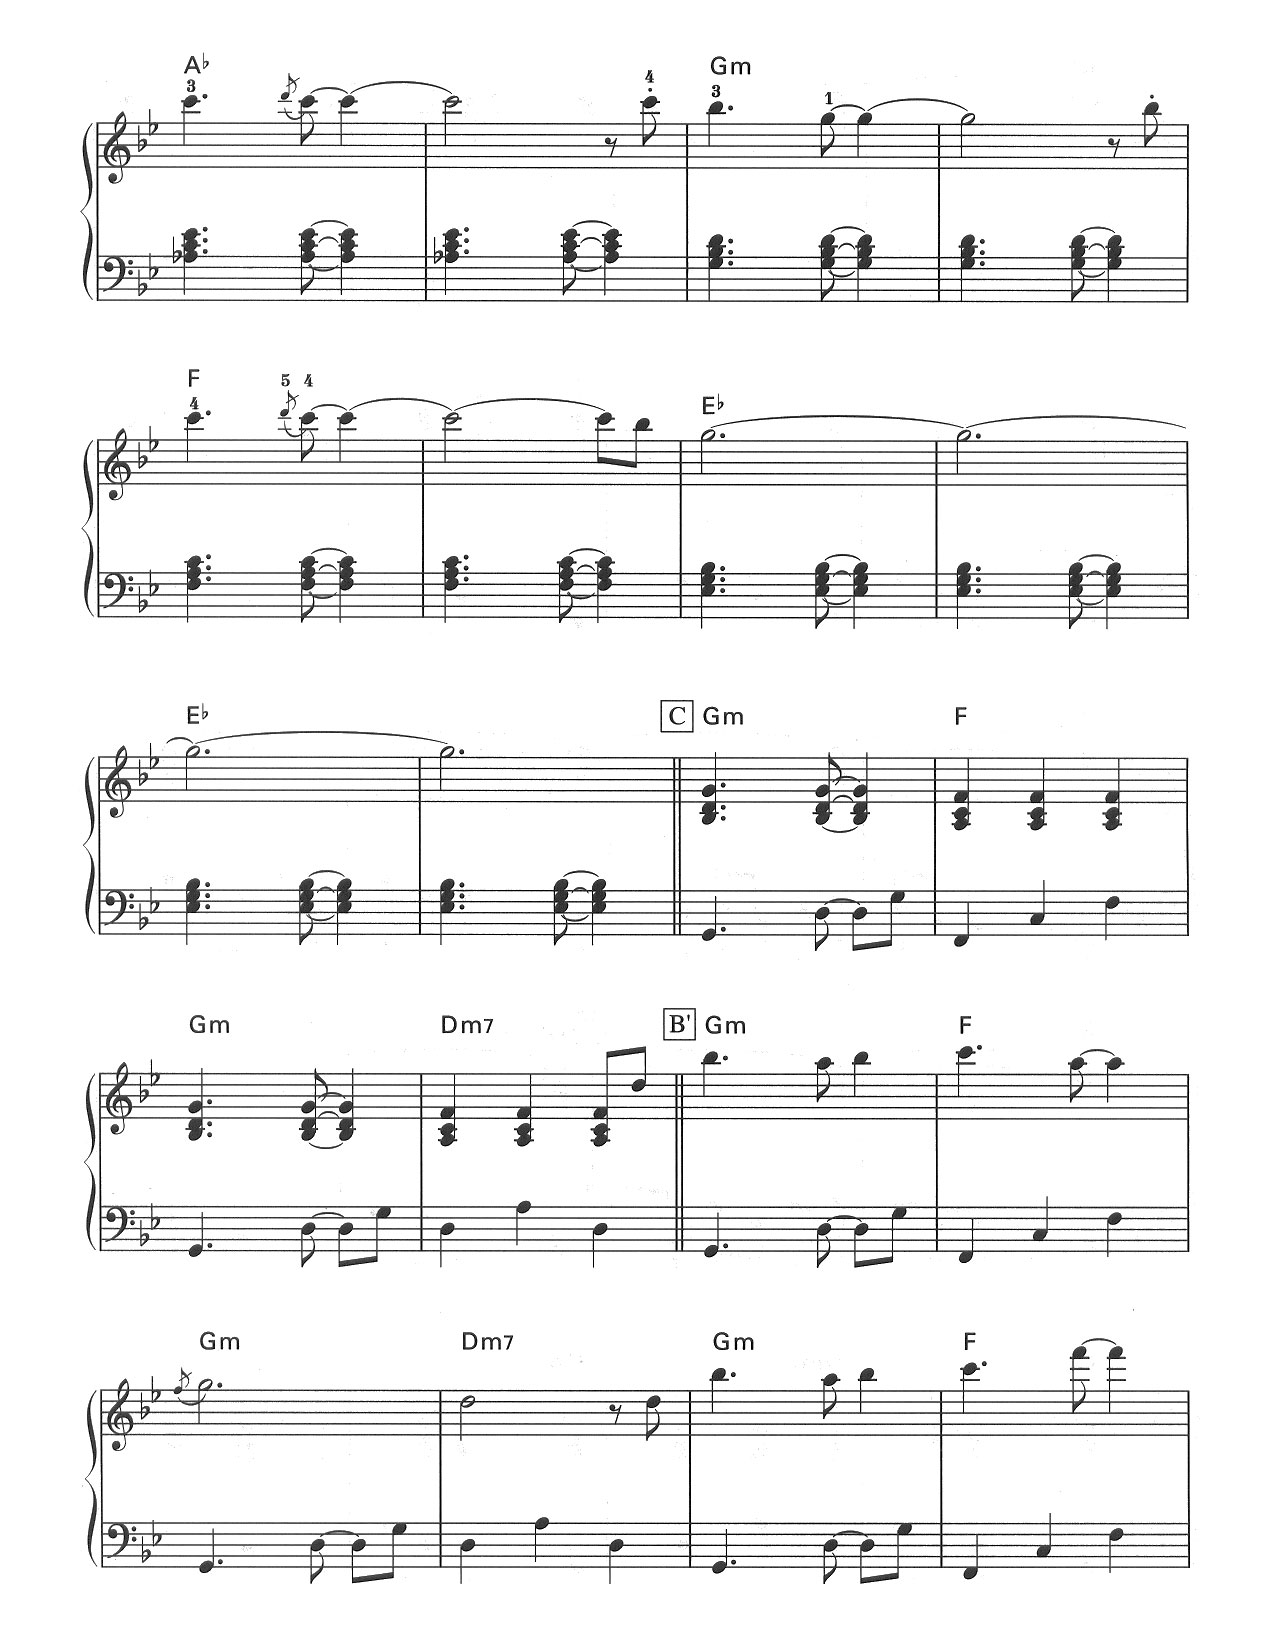 A♭ Gm
3 4 3 1
F E♭
4 5 4
E♭ C Gm F
Gm Dm7 B' Gm F
Gm Dm7 Gm F